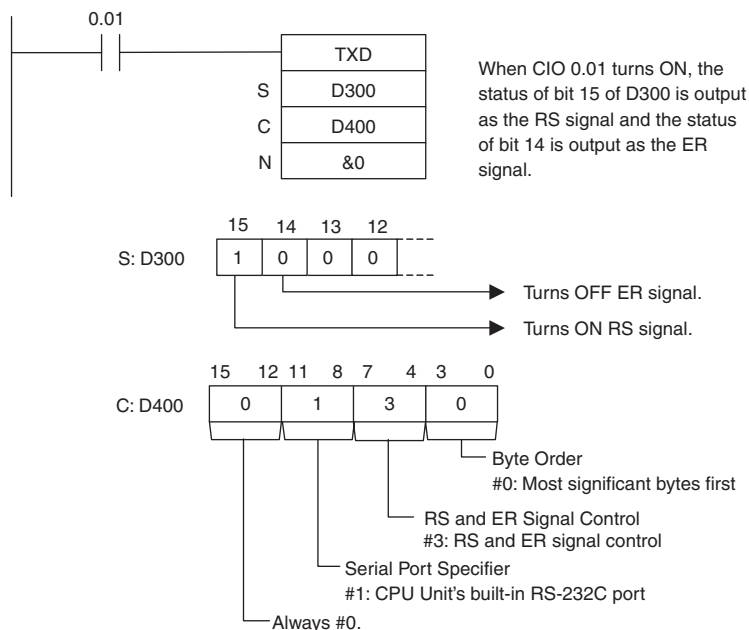 0.01
TXD
S D300
C D400
N &0
When CIO 0.01 turns ON, the
status of bit 15 of D300 is output
as the RS signal and the status
of bit 14 is output as the ER
signal.
15 14 13 12
S: D300 1 0 0 0
Turns OFF ER signal.
Turns ON RS signal.
15 12 11 8 7 4 3 0
C: D400 0 1 3 0
Byte Order
#0: Most significant bytes first
RS and ER Signal Control
#3: RS and ER signal control
Serial Port Specifier
#1: CPU Unit's built-in RS-232C port
Always #0.